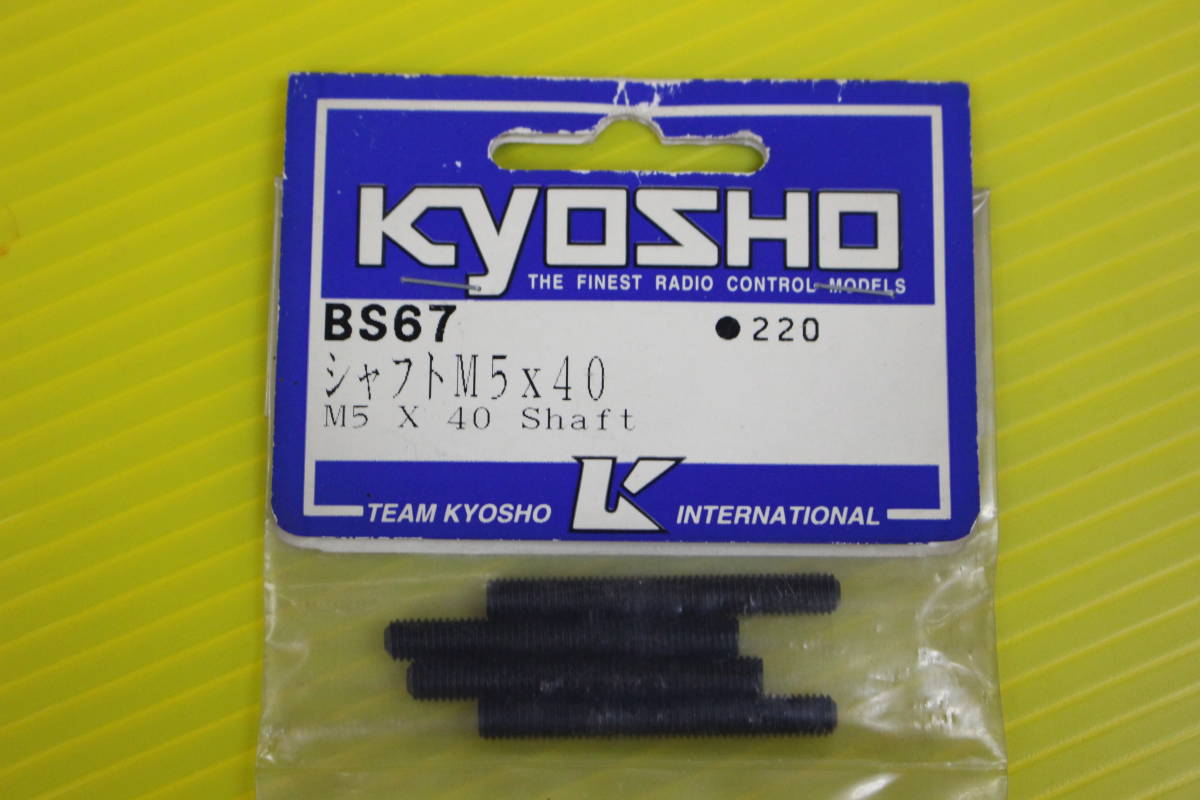 KYOSHO
THE FINEST RADIO CONTROL MODELS
BS67 ●220
シャフトM5x40
M5 X 40 Shaft
K
TEAM KYOSHO INTERNATIONAL